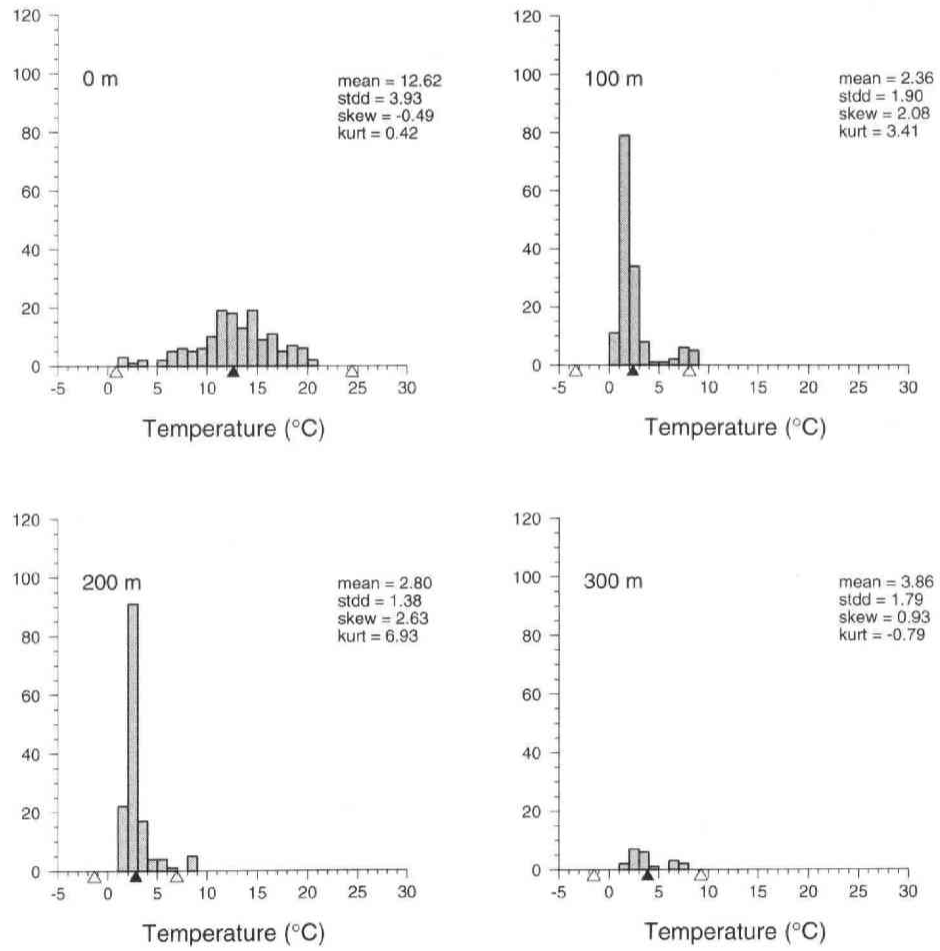 120
100
80
60
40
20
0
0 m
mean = 12.62
stdd = 3.93
skew = -0.49
kurt = 0.42
-5 0 5 10 15 20 25 30
Temperature (°C)
120
100
80
60
40
20
0
100 m
mean = 2.36
stdd = 1.90
skew = 2.08
kurt = 3.41
-5 0 5 10 15 20 25 30
Temperature (°C)
120
100
80
60
40
20
0
200 m
mean = 2.80
stdd = 1.38
skew = 2.63
kurt = 6.93
-5 0 5 10 15 20 25 30
Temperature (°C)
120
100
80
60
40
20
0
300 m
mean = 3.86
stdd = 1.79
skew = 0.93
kurt = -0.79
-5 0 5 10 15 20 25 30
Temperature (°C)